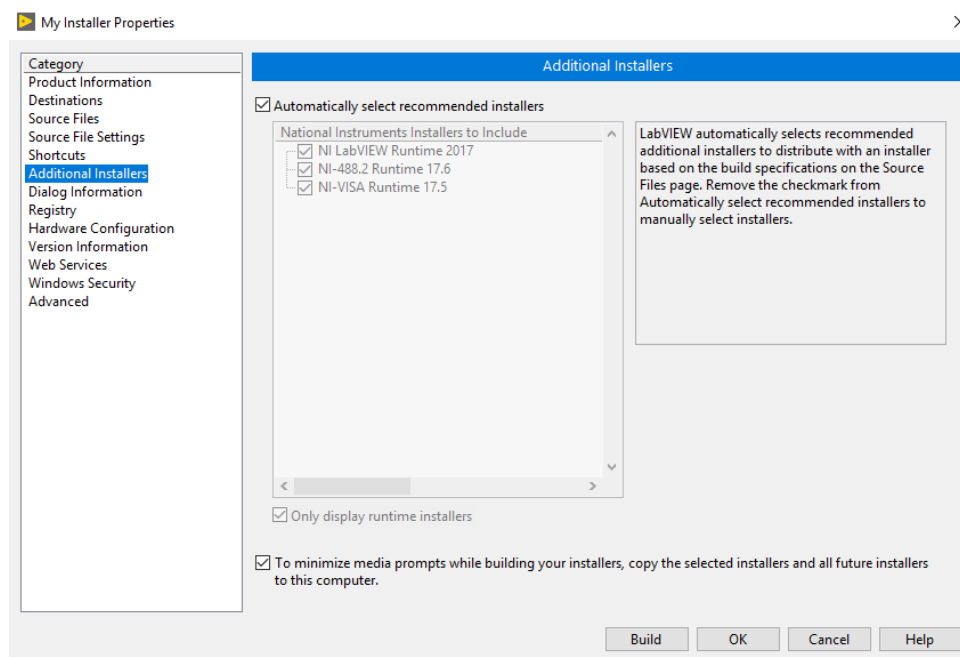 My Installer Properties
Category
Product Information
Destinations
Source Files
Source File Settings
Shortcuts
Additional Installers
Dialog Information
Registry
Hardware Configuration
Version Information
Web Services
Windows Security
Advanced
Additional Installers
Automatically select recommended installers
National Instruments Installers to Include
NI LabVIEW Runtime 2017
NI-488.2 Runtime 17.6
NI-VISA Runtime 17.5
LabVIEW automatically selects recommended
additional installers to distribute with an installer
based on the build specifications on the Source
Files page. Remove the checkmark from
Automatically select recommended installers to
manually select installers.
Only display runtime installers
To minimize media prompts while building your installers, copy the selected installers and all future installers
to this computer.
Build
OK
Cancel
Help